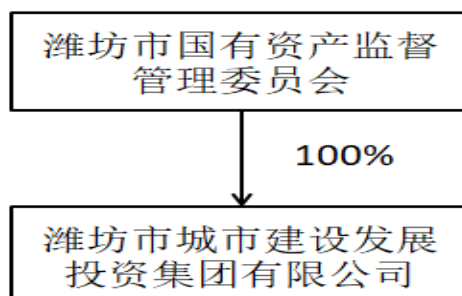 潍坊市国有资产监督
管理委员会
100%
潍坊市城市建设发展
投资集团有限公司